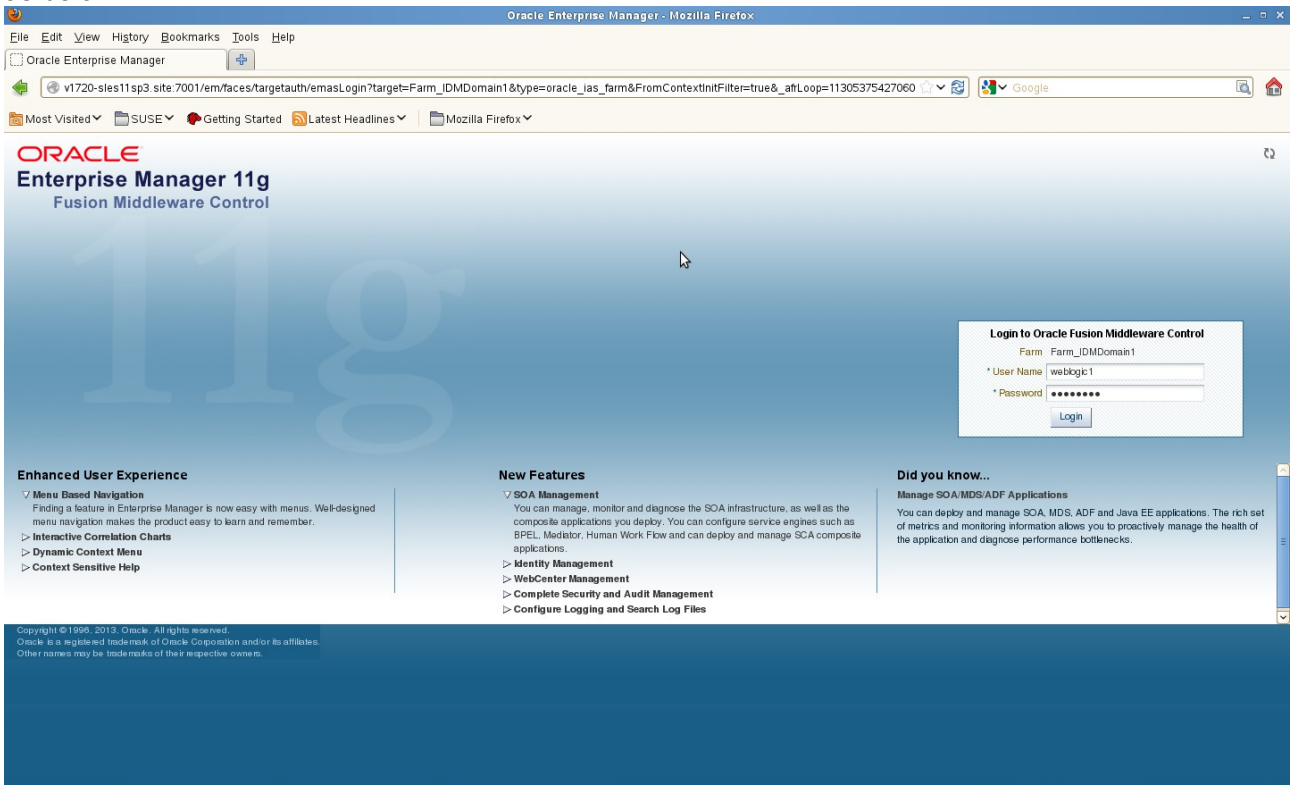 Oracle Enterprise Manager - Mozilla Firefox
File Edit View History Bookmarks Tools Help
Oracle Enterprise Manager
v1720-sles11sp3.site:7001/em/faces/targetauth/emasLogin?target=Farm_IDMDomain1&type=oracle_ias_farm&FromContextInitFilter=true&_afrLoop=11305375427060
Google
Most Visited SUSE Getting Started Latest Headlines Mozilla Firefox
ORACLE
Enterprise Manager 11g
Fusion Middleware Control
11g
Login to Oracle Fusion Middleware Control
Farm Farm_IDMDomain1
* User Name weblogic1
* Password ●●●●●●●●
Login
Enhanced User Experience
Menu Based Navigation
Finding a feature in Enterprise Manager is now easy with menus. Well-designed
menu navigation makes the product easy to learn and remember.
Interactive Correlation Charts
Dynamic Context Menu
Context Sensitive Help
New Features
SOA Management
You can manage, monitor and diagnose the SOA infrastructure, as well as the
composite applications you deploy. You can configure service engines such as
BPEL, Mediator, Human Work Flow and can deploy and manage SCA composite
applications.
Identity Management
WebCenter Management
Complete Security and Audit Management
Configure Logging and Search Log Files
Did you know...
Manage SOA/MDS/ADF Applications
You can deploy and manage SOA, MDS, ADF and Java EE applications. The rich set
of metrics and monitoring information allows you to proactively manage the health of
the application and diagnose performance bottlenecks.
Copyright © 1996, 2013, Oracle. All rights reserved.
Oracle is a registered trademark of Oracle Corporation and/or its affiliates.
Other names may be trademarks of their respective owners.